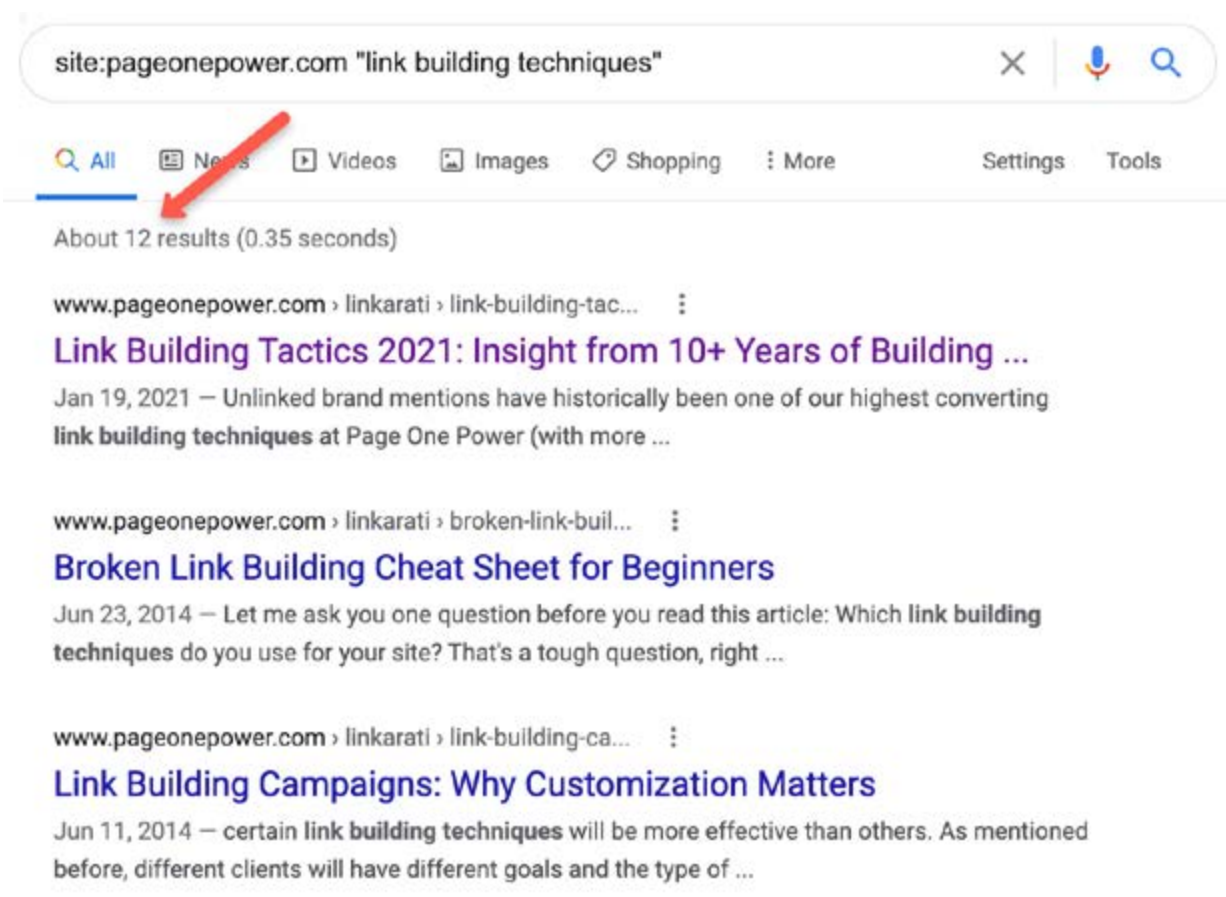 site:pageonepower.com "link building techniques"
All News Videos Images Shopping More Settings Tools
About 12 results (0.35 seconds)
www.pageonepower.com › linkarati › link-building-tac...
Link Building Tactics 2021: Insight from 10+ Years of Building ...
Jan 19, 2021 — Unlinked brand mentions have historically been one of our highest converting
link building techniques at Page One Power (with more ...
www.pageonepower.com › linkarati › broken-link-buil...
Broken Link Building Cheat Sheet for Beginners
Jun 23, 2014 — Let me ask you one question before you read this article: Which link building
techniques do you use for your site? That's a tough question, right ...
www.pageonepower.com › linkarati › link-building-ca...
Link Building Campaigns: Why Customization Matters
Jun 11, 2014 — certain link building techniques will be more effective than others. As mentioned
before, different clients will have different goals and the type of ...